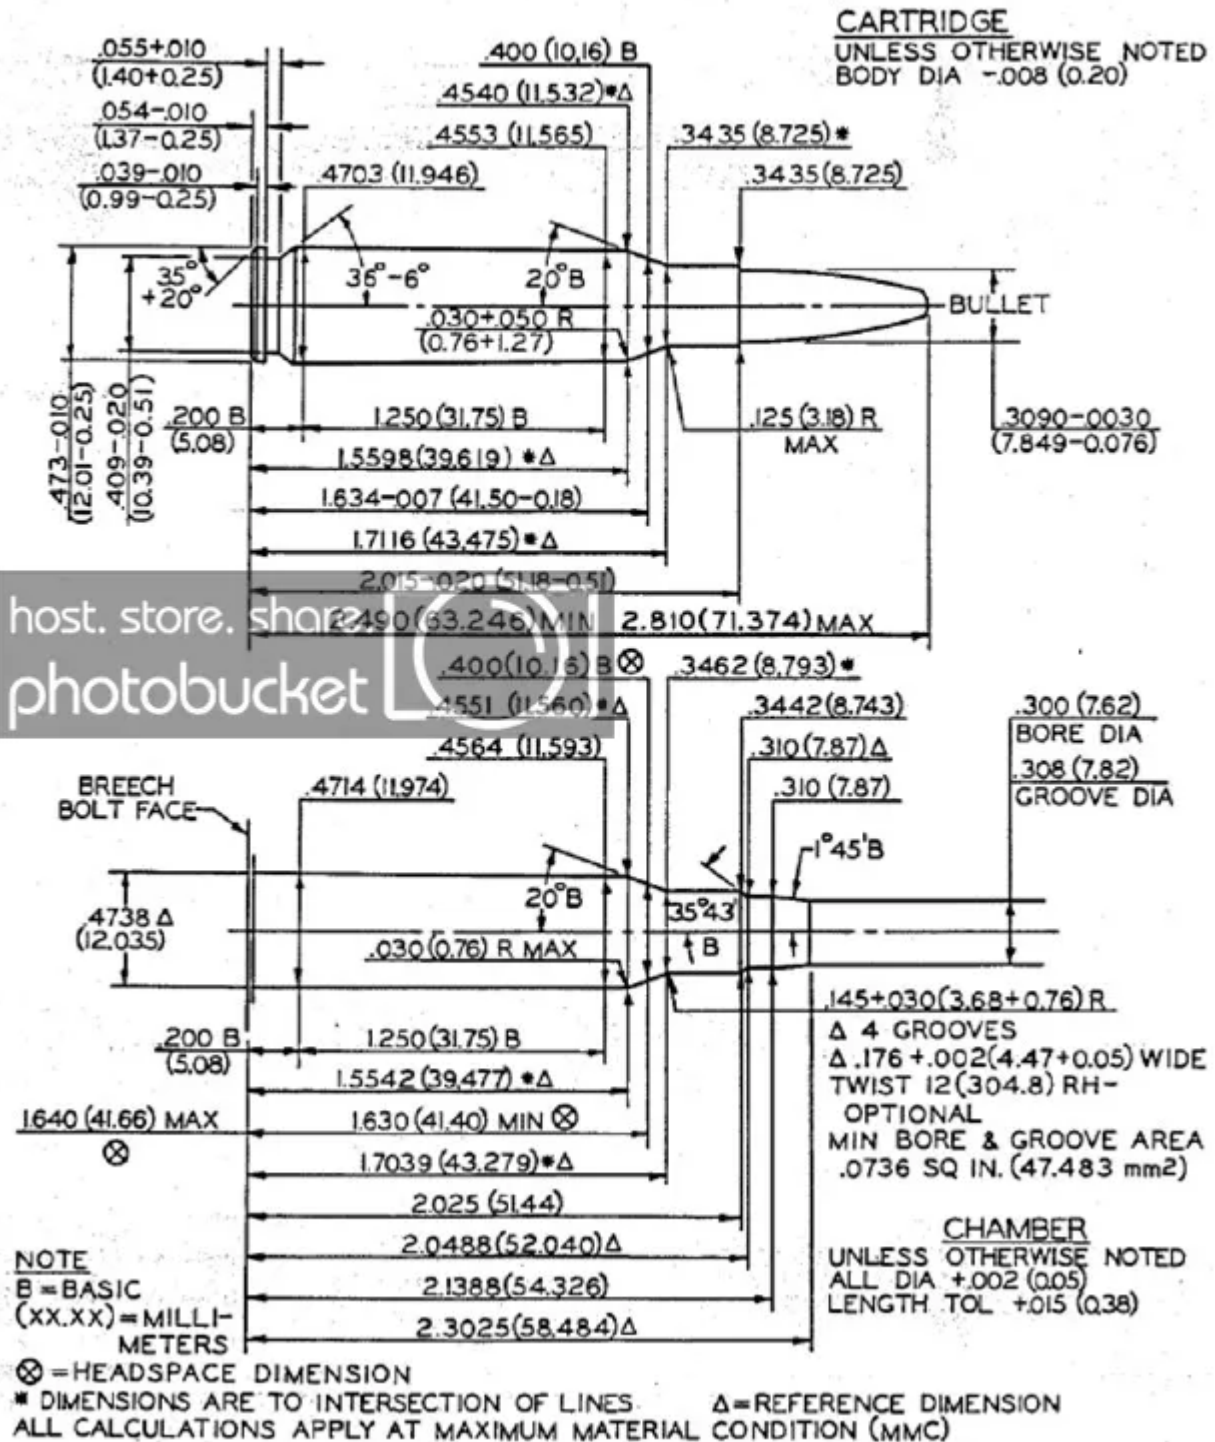 CARTRIDGE
UNLESS OTHERWISE NOTED
BODY DIA -.008 (0.20)
.055+.010
(1.40+0.25)
.400 (10,16) B
.4540 (11.532)*Δ
.054-.010
(1.37-0.25)
.4553 (11,565)
.3435 (8.725)*
.039-.010
(0.99-0.25)
.4703 (11.946)
.3435 (8.725)
35°
+20°
36°-6°
20°B
BULLET
.030+.050 R
(0.76+1.27)
.473-.010
(12.01-0.25)
.409-.020
(10.39-0.51)
.200 B
(5.08)
1.250 (31.75) B
.125 (3.18) R
MAX
.3090-.0030
(7.849-0.076)
1.5598(39.619) *Δ
1.634-.007 (41.50-0.18)
1.7116 (43,475)*Δ
2.015-.020 (51.18-0.51)
host. store. share.
2.490(63.246) MIN 2.810(71.374) MAX
photobucket
.400(10.16) B ⊗
.3462 (8.793)*
.4551 (11.560)*Δ
.3442(8.743)
.300 (7.62)
BORE DIA
.4564 (11.593)
.310 (7.87) Δ
.308 (7.82)
GROOVE DIA
BREECH
BOLT FACE
.4714 (11.974)
.310 (7.87)
1°45'B
20°B
35°43'
B
.4738 Δ
(12.035)
.030 (0.76) R MAX
.145+.030(3.68+0.76) R
Δ 4 GROOVES
Δ .176 +.002(4.47+0.05) WIDE
TWIST 12(304.8) RH-
OPTIONAL
MIN BORE & GROOVE AREA
.0736 SQ IN. (47.483 mm2)
.200 B
(5.08)
1.250 (31.75) B
1.5542 (39,477) *Δ
1.640 (41.66) MAX
⊗
1.630 (41.40) MIN ⊗
1.7039 (43.279)*Δ
2.025 (51.44)
2.0488(52.040)Δ
2.1388(54.326)
2.3025(58,484)Δ
CHAMBER
UNLESS OTHERWISE NOTED
ALL DIA +.002 (0.05)
LENGTH TOL +.015 (0.38)
NOTE
B = BASIC
(XX.XX) = MILLI-
METERS
⊗ = HEADSPACE DIMENSION
* DIMENSIONS ARE TO INTERSECTION OF LINES Δ = REFERENCE DIMENSION
ALL CALCULATIONS APPLY AT MAXIMUM MATERIAL CONDITION (MMC)